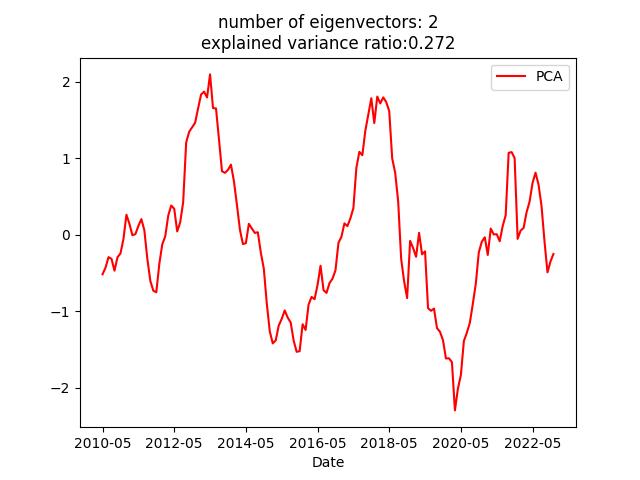 number of eigenvectors: 2
explained variance ratio:0.272
PCA
2
1
0
−1
−2
2010-05 2012-05 2014-05 2016-05 2018-05 2020-05 2022-05
Date